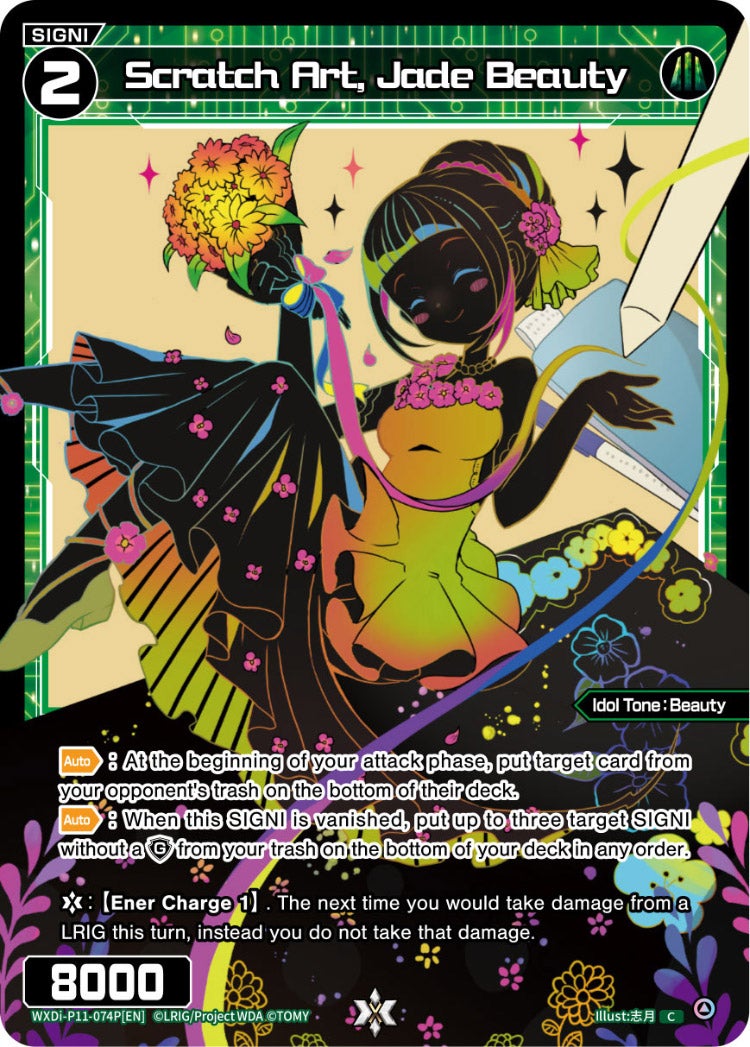 SIGNI
2
Scratch Art, Jade Beauty
Idol Tone:Beauty
Auto : At the beginning of your attack phase, put target card from
your opponent's trash on the bottom of their deck.
Auto : When this SIGNI is vanished, put up to three target SIGNI
without a G from your trash on the bottom of your deck in any order.
: 【Ener Charge 1】. The next time you would take damage from a
LRIG this turn, instead you do not take that damage.
8000
WXDi-P11-074P[EN] ©LRIG/Project WDA ©TOMY
Illust:志月 C